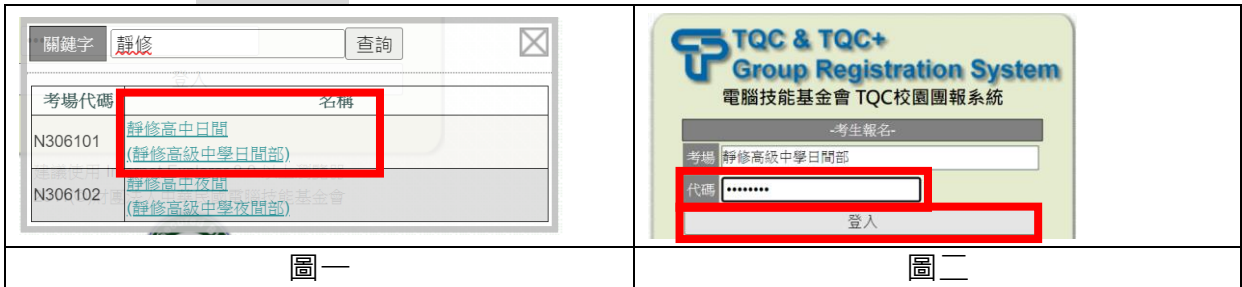 關鍵字 靜修 查詢
登入
考場代碼 名稱
N306101 靜修高中日間
(靜修高級中學日間部)
N306102 靜修高中夜間
(靜修高級中學夜間部)
圖一
TQC & TQC+
Group Registration System
電腦技能基金會 TQC校園團報系統
-考生報名-
考場 靜修高級中學日間部
代碼 ••••••••
登入
圖二